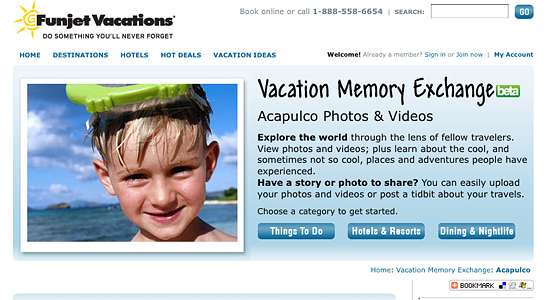 Funjet Vacations
DO SOMETHING YOU'LL NEVER FORGET
Book online or call 1-888-558-6654 | SEARCH: GO
HOME DESTINATIONS HOTELS HOT DEALS VACATION IDEAS
Welcome! Already a member? Sign in or Join now | My Account
Vacation Memory Exchange beta
Acapulco Photos & Videos
Explore the world through the lens of fellow travelers.
View photos and videos; plus learn about the cool, and
sometimes not so cool, places and adventures people have
experienced.
Have a story or photo to share? You can easily upload
your photos and videos or post a tidbit about your travels.
Choose a category to get started.
Things To Do Hotels & Resorts Dining & Nightlife
Home: Vacation Memory Exchange: Acapulco
BOOKMARK